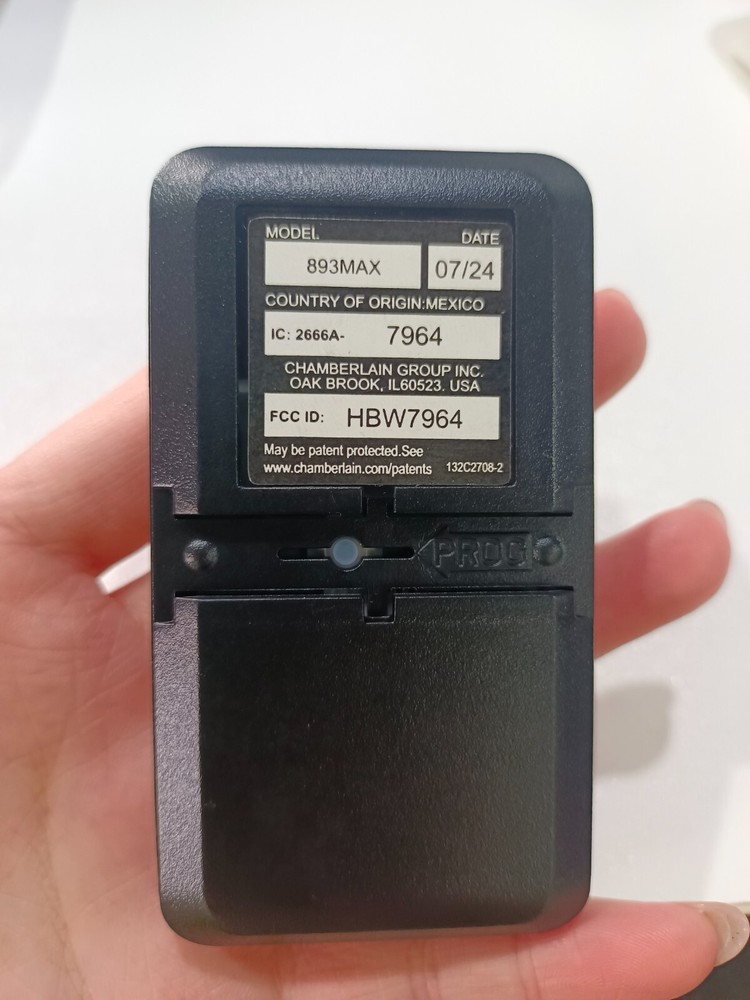 MODEL DATE
893MAX 07/24
COUNTRY OF ORIGIN:MEXICO
IC: 2666A- 7964
CHAMBERLAIN GROUP INC.
OAK BROOK, IL60523. USA
FCC ID: HBW7964
May be patent protected.See
www.chamberlain.com/patents 132C2708-2
PROG